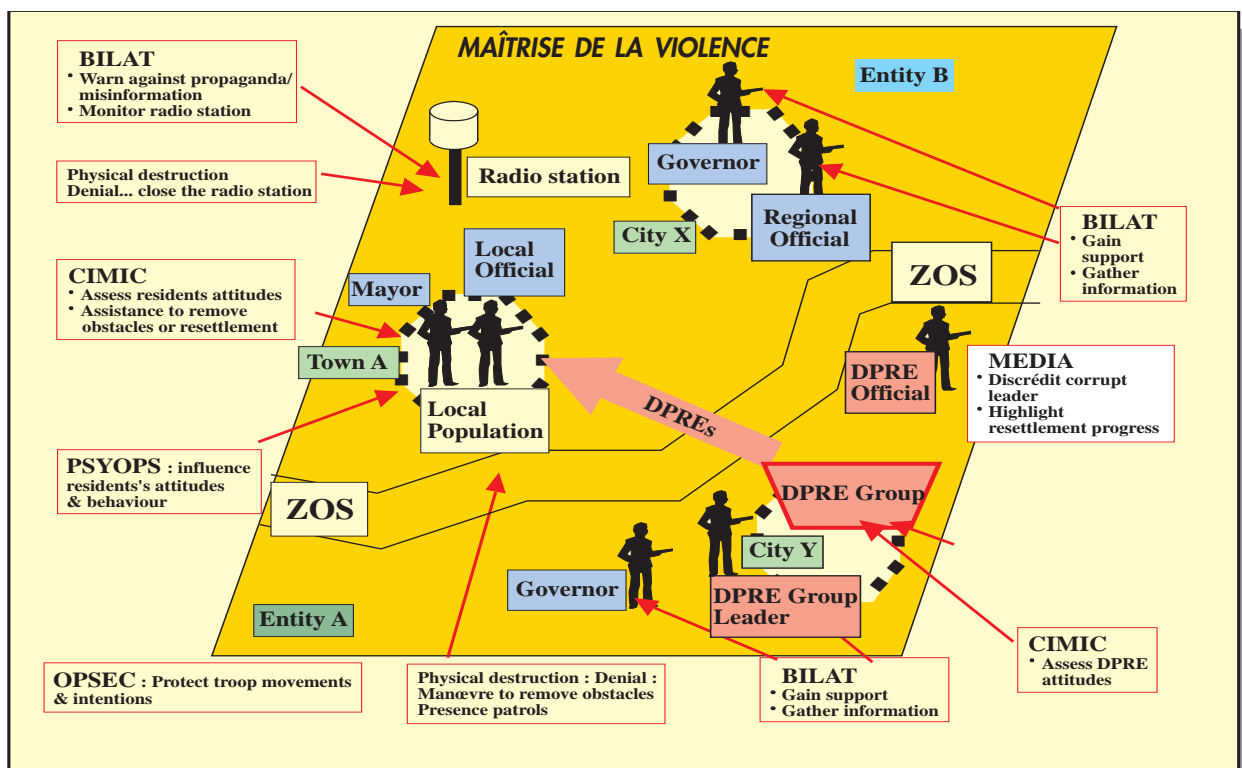 MAÎTRISE DE LA VIOLENCE
BILAT
• Warn against propaganda/
misinformation
• Monitor radio station
Entity B
Physical destruction
Denial... close the radio station
Radio station
Governor
Regional
Official
City X
BILAT
• Gain
support
• Gather
information
Local
Official
ZOS
CIMIC
• Assess residents attitudes
• Assistance to remove
obstacles or resettlement
Mayor
Town A
DPRE
Official
MEDIA
• Discrédit corrupt
leader
• Highlight
resettlement progress
Local
Population
DPREs
PSYOPS : influence
residents's attitudes
& behaviour
ZOS
DPRE Group
City Y
Governor
DPRE Group
Leader
Entity A
CIMIC
• Assess DPRE
attitudes
OPSEC : Protect troop movements
& intentions
Physical destruction : Denial :
Manœvre to remove obstacles
Presence patrols
BILAT
• Gain support
• Gather information